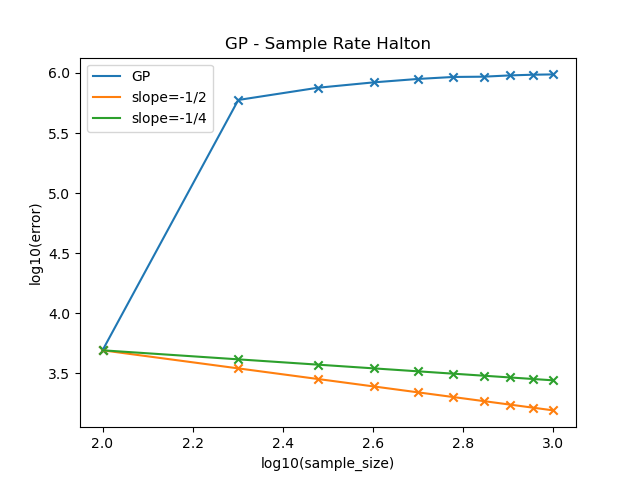 GP - Sample Rate Halton
GP
slope=-1/2
slope=-1/4
6.0
5.5
5.0
4.5
4.0
3.5
log10(error)
2.0 2.2 2.4 2.6 2.8 3.0
log10(sample_size)